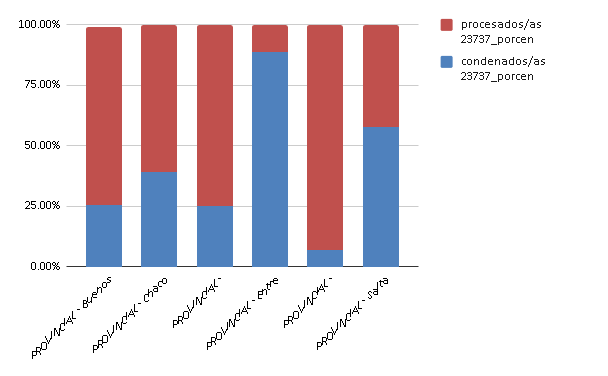 100.00%
75.00%
50.00%
25.00%
0.00%
PROVINCIAL - Buenos
PROVINCIAL - Chaco
PROVINCIAL -
PROVINCIAL - Entre
PROVINCIAL -
PROVINCIAL - Salta
procesados/as
23737_porcen
condenados/as
23737_porcen